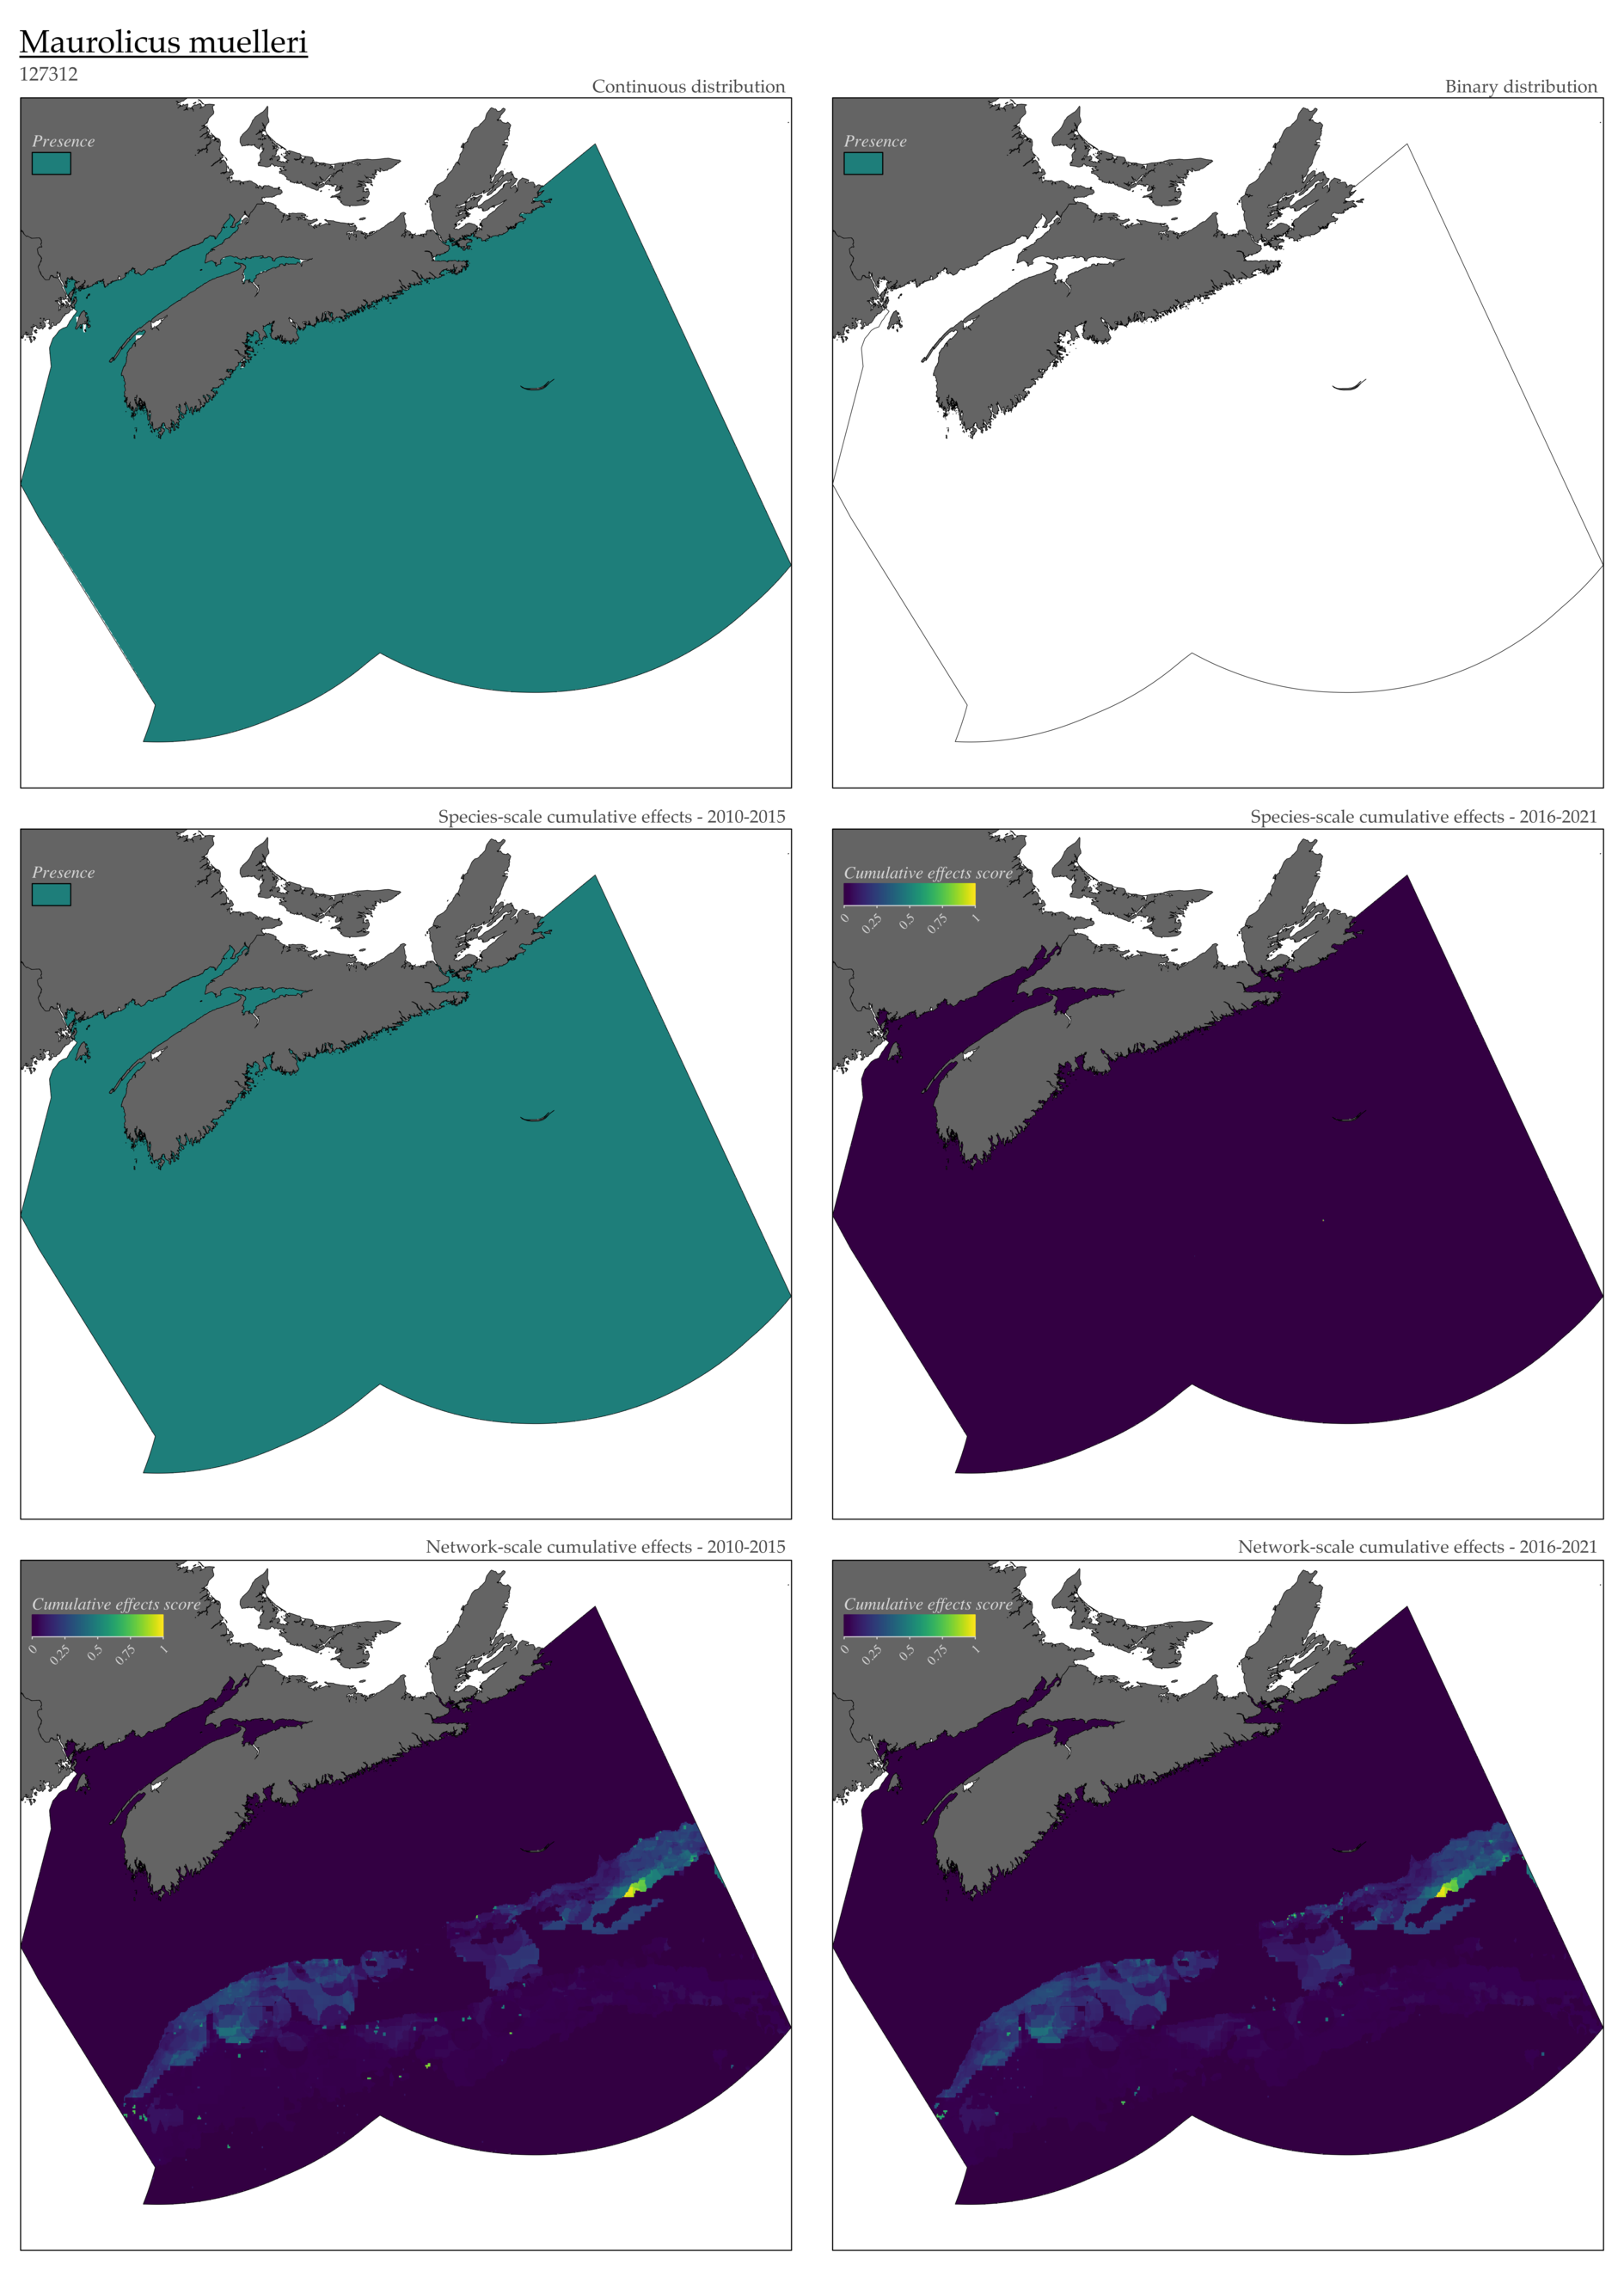 Maurolicus muelleri
127312
Continuous distribution
Binary distribution
Presence
Presence
Species-scale cumulative effects - 2010-2015
Species-scale cumulative effects - 2016-2021
Presence
Cumulative effects score
0 0.25 0.5 0.75 1
Network-scale cumulative effects - 2010-2015
Network-scale cumulative effects - 2016-2021
Cumulative effects score
0 0.25 0.5 0.75 1
Cumulative effects score
0 0.25 0.5 0.75 1